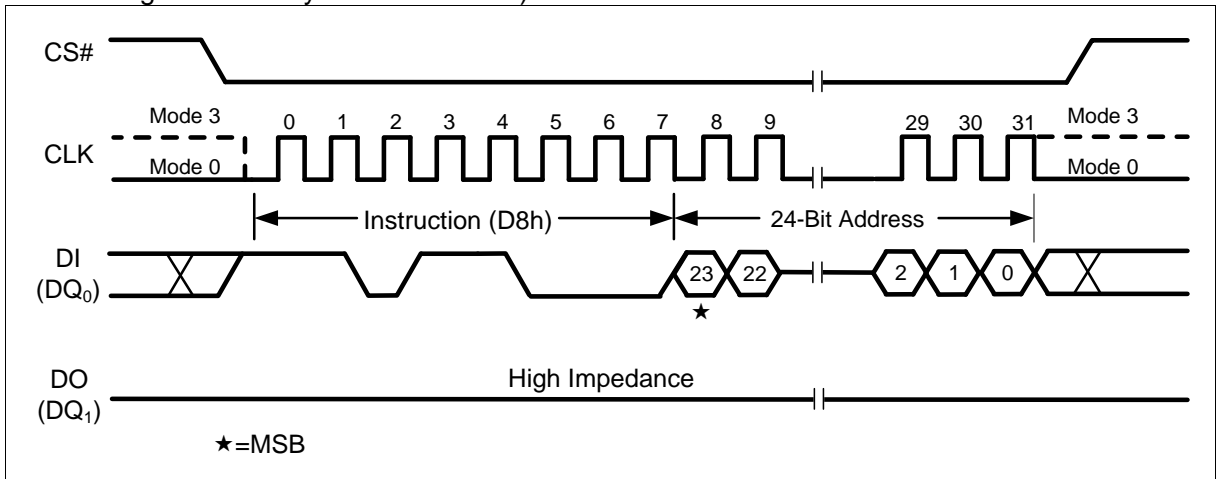 CS#
Mode 3 0 1 2 3 4 5 6 7 8 9 29 30 31 Mode 3
CLK
Mode 0 Mode 0
Instruction (D8h) 24-Bit Address
DI
(DQ0)
23 22 2 1 0
★
DO
(DQ1)
High Impedance
★=MSB